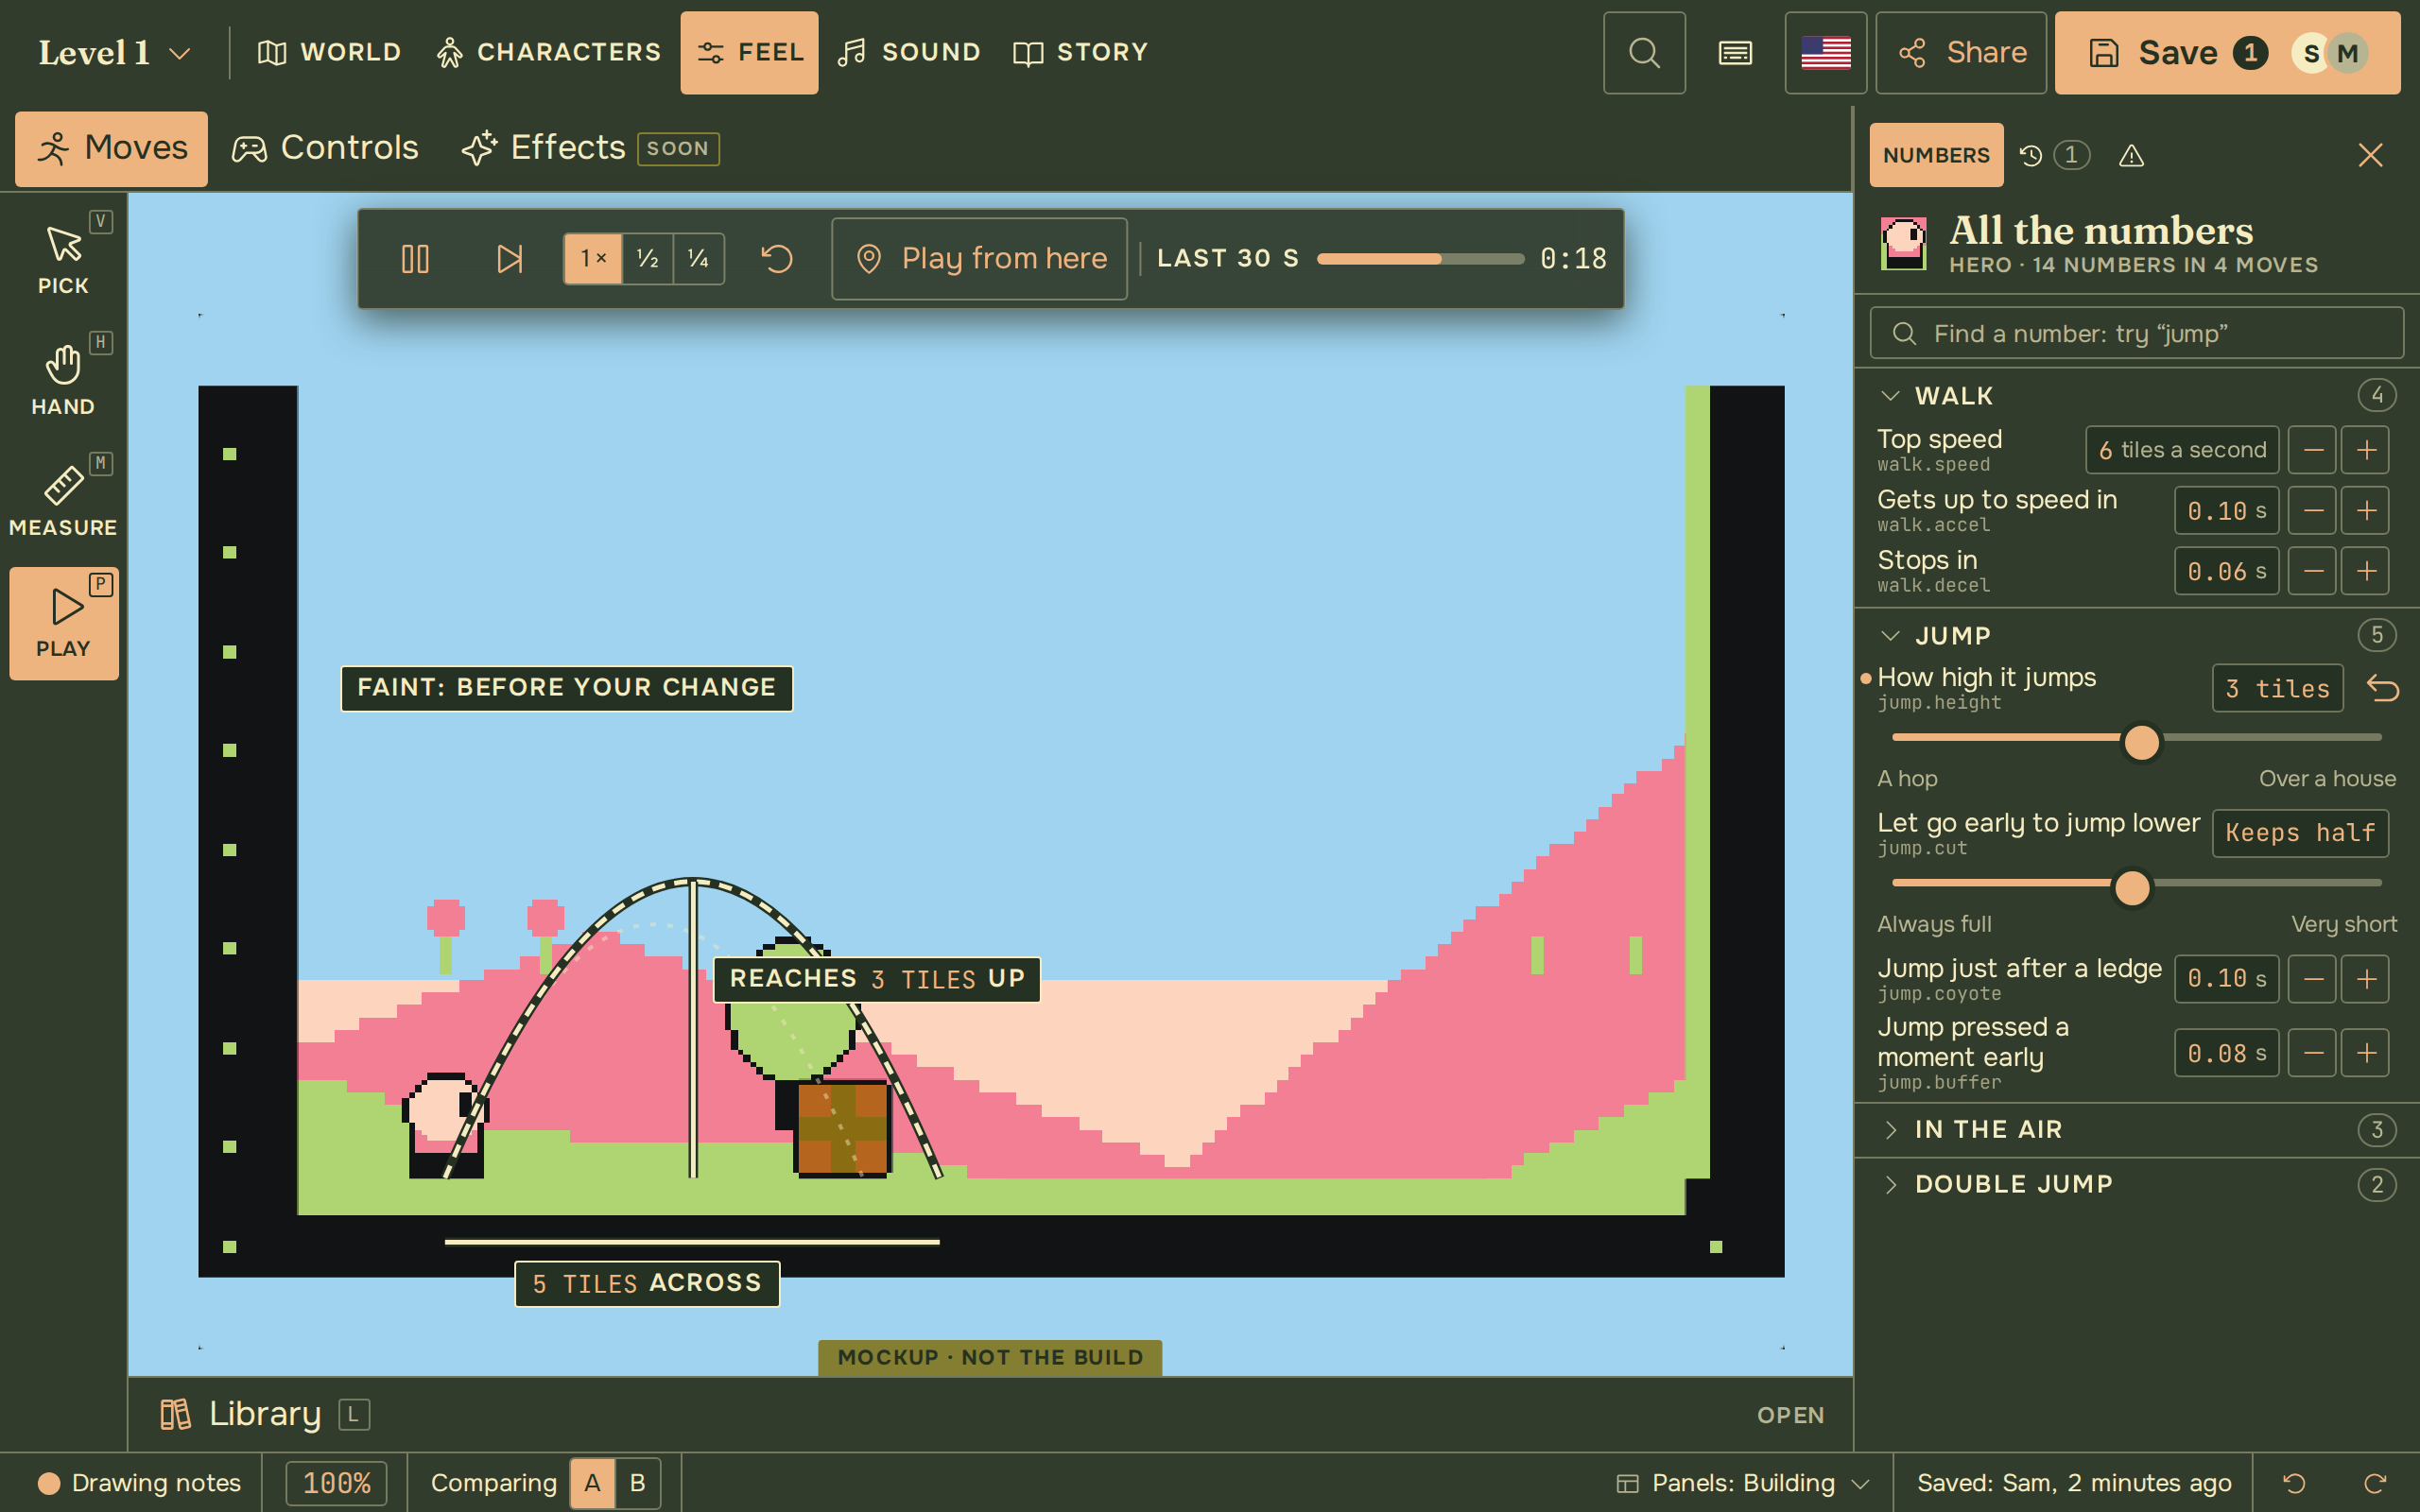 Level 1
WORLD
CHARACTERS
FEEL
SOUND
STORY
Share
Save 1 S M
Moves
Controls
Effects SOON
NUMBERS
1
PICK V
HAND H
MEASURE M
PLAY P
1× ½ ¼
Play from here
LAST 30 S 0:18
All the numbers
HERO · 14 NUMBERS IN 4 MOVES
Find a number: try “jump”
WALK 4
Top speed
walk.speed
6 tiles a second
Gets up to speed in
walk.accel
0.10 s
Stops in
walk.decel
0.06 s
JUMP 5
How high it jumps
jump.height
3 tiles
A hop Over a house
Let go early to jump lower
jump.cut
Keeps half
Always full Very short
Jump just after a ledge
jump.coyote
0.10 s
Jump pressed a
moment early
jump.buffer
0.08 s
IN THE AIR 3
DOUBLE JUMP 2
FAINT: BEFORE YOUR CHANGE
REACHES 3 TILES UP
5 TILES ACROSS
MOCKUP · NOT THE BUILD
Library L
OPEN
Drawing notes
100%
Comparing A B
Panels: Building
Saved: Sam, 2 minutes ago